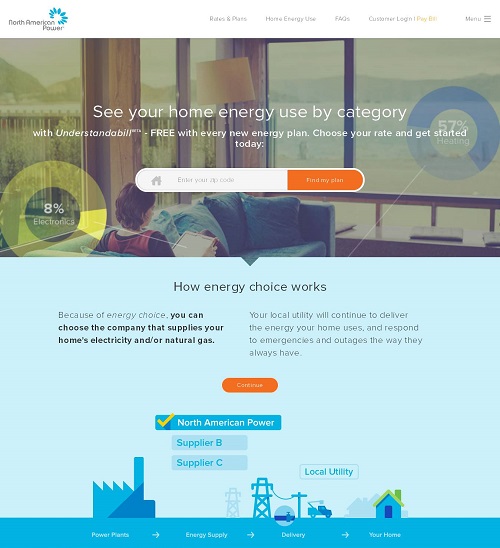 North American
Power
Rates & Plans
Home Energy Use
FAQs
Customer Login | Pay Bill
Menu
See your home energy use by category
with Understandabill BETA - FREE with every new energy plan. Choose your rate and get started
today:
Enter your zip code
Find my plan
57%
Heating
8%
Electronics
How energy choice works
Because of energy choice, you can
choose the company that supplies your
home's electricity and/or natural gas.
Your local utility will continue to deliver
the energy your home uses, and respond
to emergencies and outages the way they
always have.
Continue
North American Power
Supplier B
Supplier C
Local Utility
Power Plants
Energy Supply
Delivery
Your Home